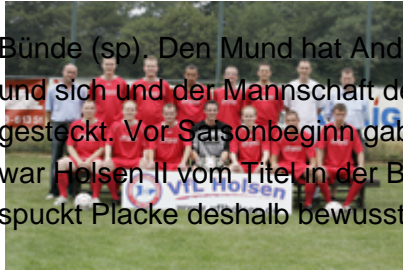 Bünde (sp). Den Mund hat And
und sich und der Mannschaft de
gesteckt. Vor Saisonbeginn gab
war Holsen II vom Titel in der B
spuckt Placke deshalb bewusst
VfL Holsen